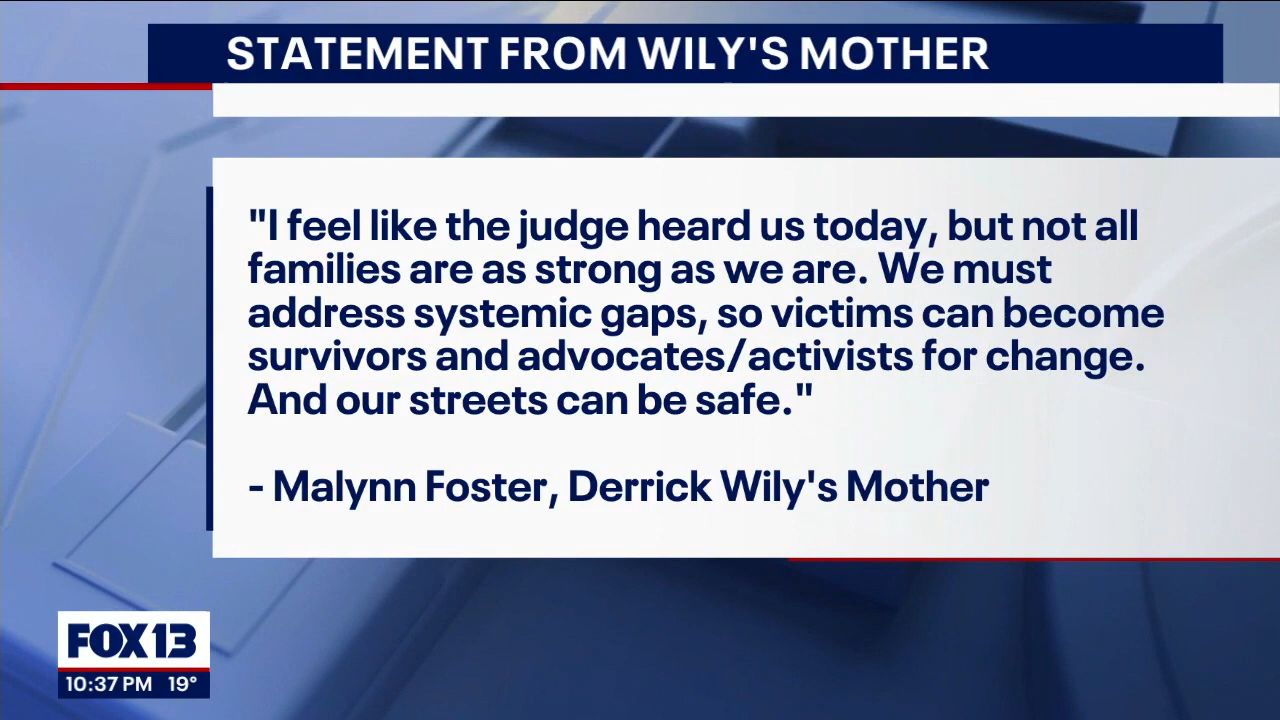 STATEMENT FROM WILY'S MOTHER
"I feel like the judge heard us today, but not all
families are as strong as we are. We must
address systemic gaps, so victims can become
survivors and advocates/activists for change.
And our streets can be safe."
- Malynn Foster, Derrick Wily's Mother
FOX 13
10:37 PM 19°